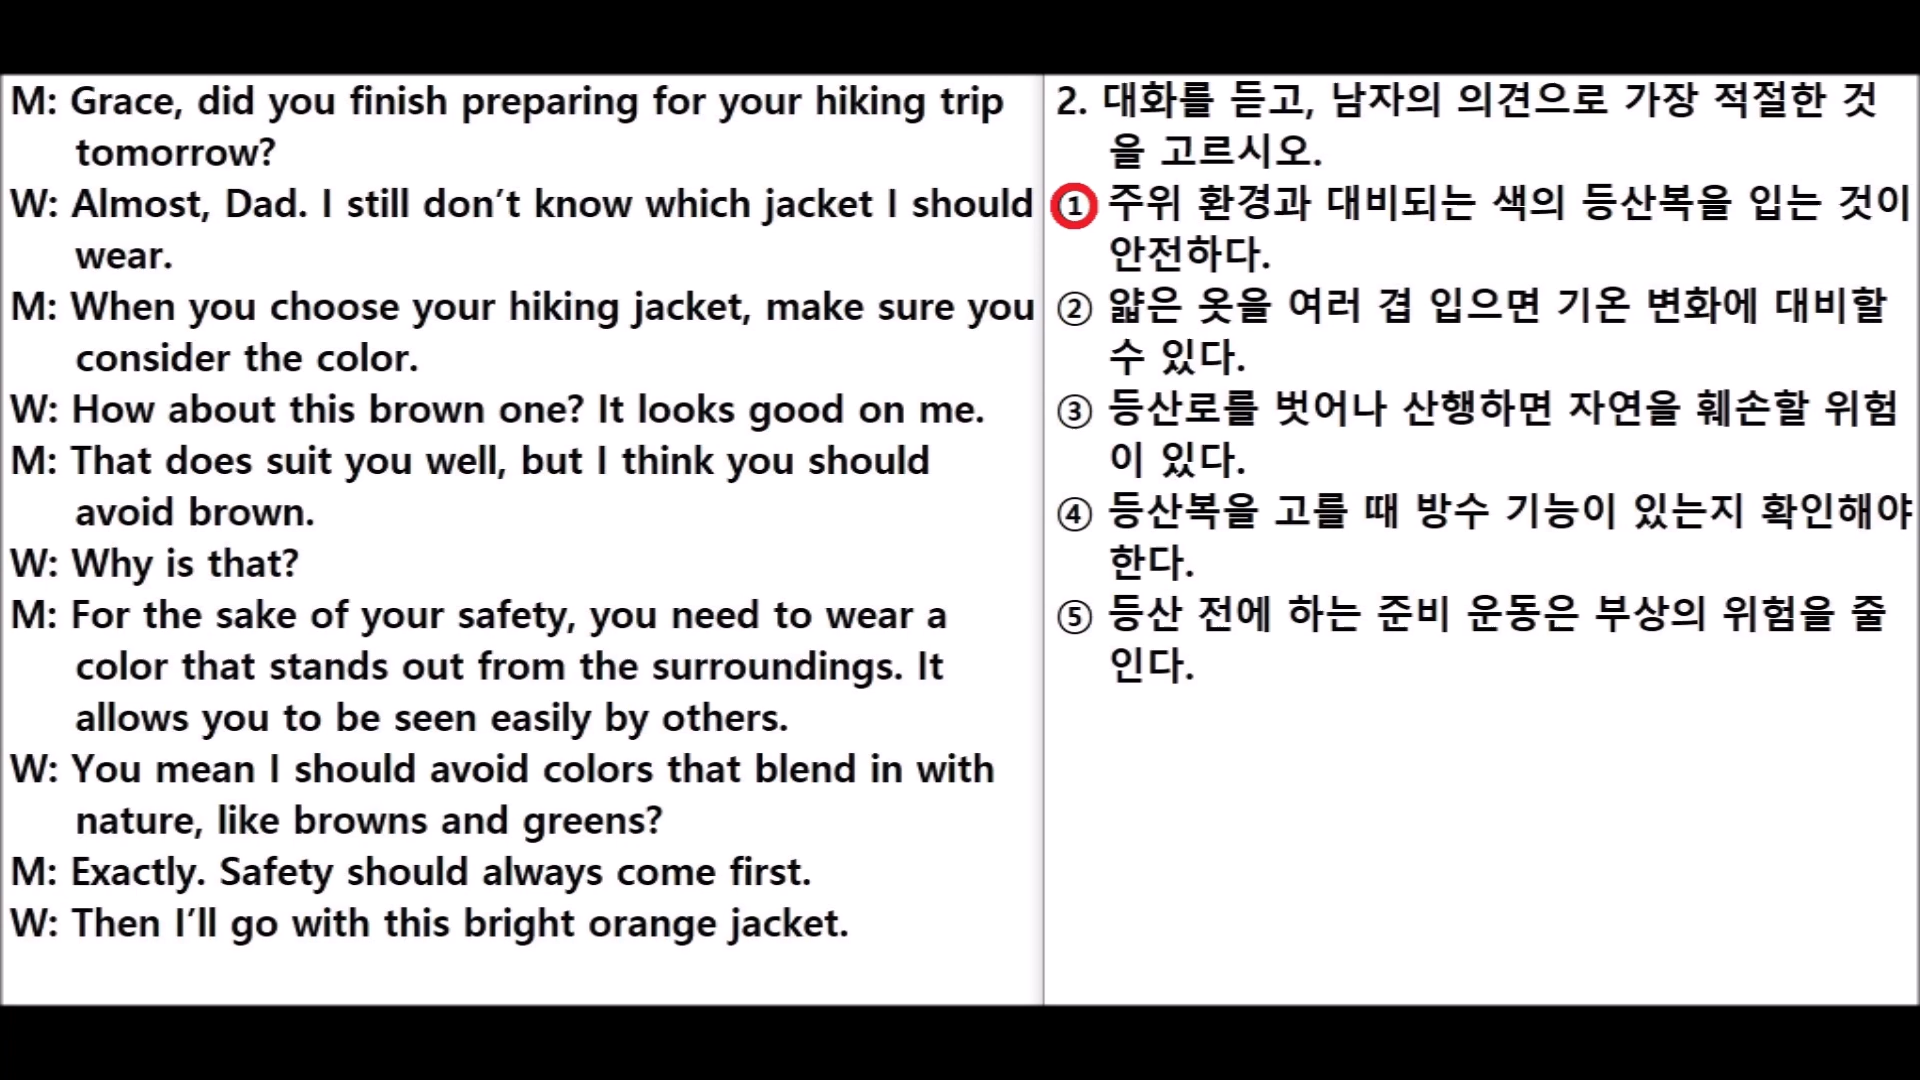 M: Grace, did you finish preparing for your hiking trip
tomorrow?
W: Almost, Dad. I still don’t know which jacket I should
wear.
M: When you choose your hiking jacket, make sure you
consider the color.
W: How about this brown one? It looks good on me.
M: That does suit you well, but I think you should
avoid brown.
W: Why is that?
M: For the sake of your safety, you need to wear a
color that stands out from the surroundings. It
allows you to be seen easily by others.
W: You mean I should avoid colors that blend in with
nature, like browns and greens?
M: Exactly. Safety should always come first.
W: Then I’ll go with this bright orange jacket.
2. 대화를 듣고, 남자의 의견으로 가장 적절한 것
을 고르시오.
① 주위 환경과 대비되는 색의 등산복을 입는 것이
안전하다.
② 얇은 옷을 여러 겹 입으면 기온 변화에 대비할
수 있다.
③ 등산로를 벗어나 산행하면 자연을 훼손할 위험
이 있다.
④ 등산복을 고를 때 방수 기능이 있는지 확인해야
한다.
⑤ 등산 전에 하는 준비 운동은 부상의 위험을 줄
인다.